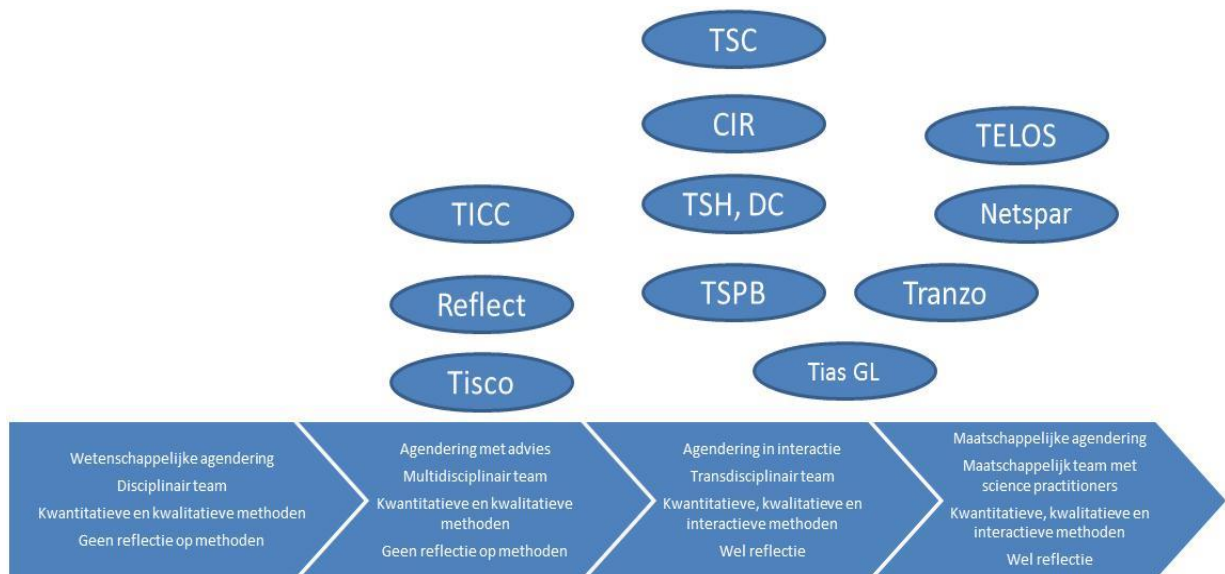 TSC
CIR
TELOS
TICC
TSH, DC
Netspar
Reflect
TSPB
Tranzo
Tisco
Tias GL
Wetenschappelijke agendering
Disciplinair team
Kwantitatieve en kwalitatieve methoden
Geen reflectie op methoden
Agendering met advies
Multidisciplinair team
Kwantitatieve en kwalitatieve
methoden
Geen reflectie op methoden
Agendering in interactie
Transdisciplinair team
Kwantitatieve, kwalitatieve en
interactieve methoden
Wel reflectie
Maatschappelijke agendering
Maatschappelijk team met
science practitioners
Kwantitatieve, kwalitatieve en
interactieve methoden
Wel reflectie